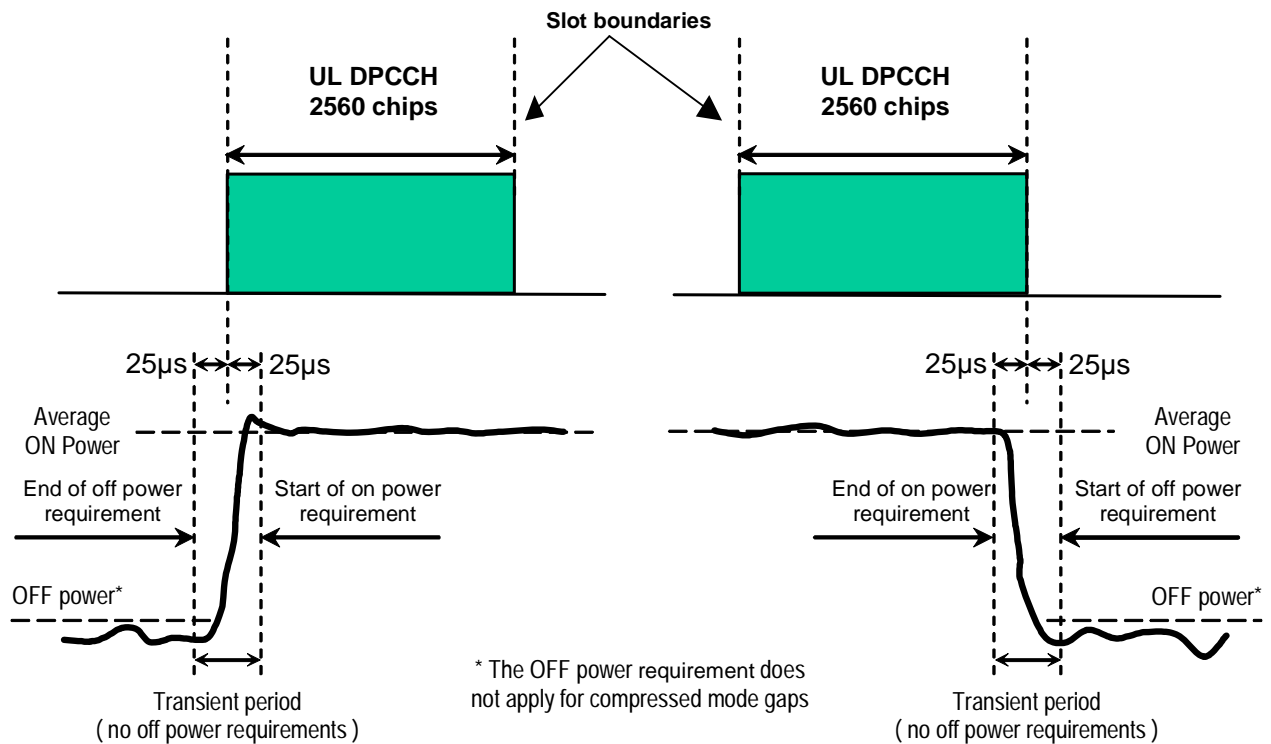 Slot boundaries
UL DPCCH
2560 chips
UL DPCCH
2560 chips
25µs
25µs
25µs
25µs
Average
ON Power
Average
ON Power
End of off power
requirement
Start of on power
requirement
End of on power
requirement
Start of off power
requirement
OFF power*
OFF power*
* The OFF power requirement does
not apply for compressed mode gaps
Transient period
( no off power requirements )
Transient period
( no off power requirements )